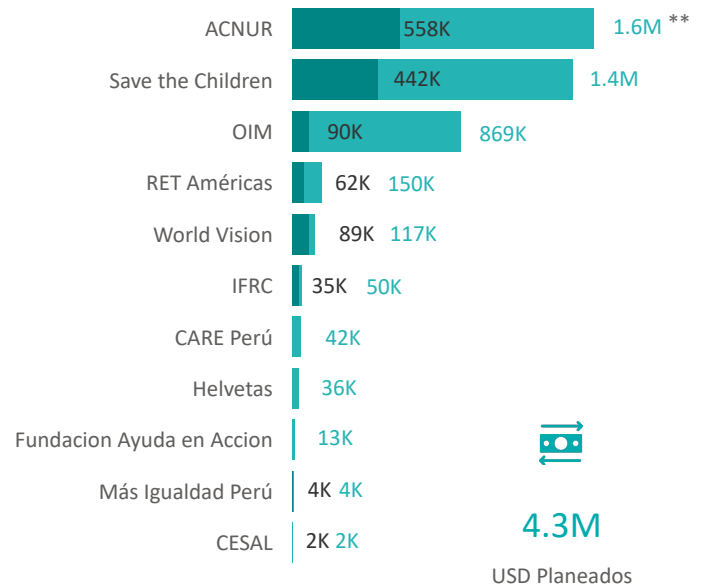 ACNUR 558K 1.6M **
Save the Children 442K 1.4M
OIM 90K 869K
RET Américas 62K 150K
World Vision 89K 117K
IFRC 35K 50K
CARE Perú 42K
Helvetas 36K
Fundacion Ayuda en Accion 13K
Más Igualdad Perú 4K 4K
CESAL 2K 2K
4.3M
USD Planeados